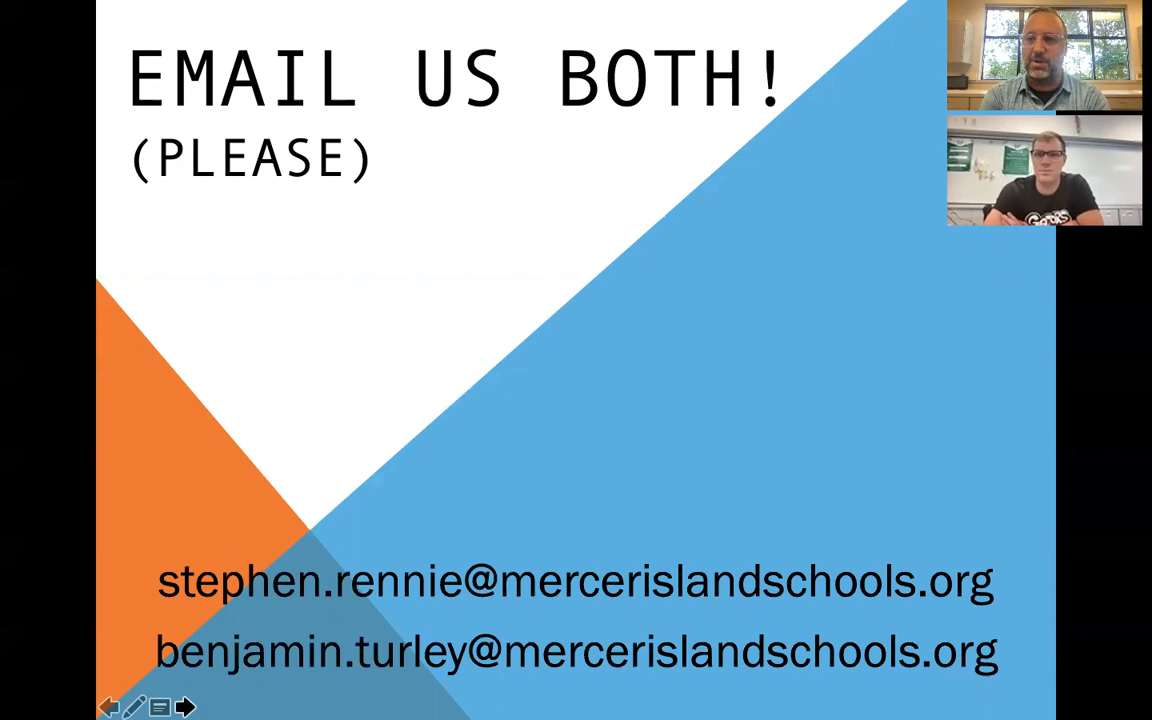 EMAIL US BOTH!
(PLEASE)
stephen.rennie@mercerislandschools.org
benjamin.turley@mercerislandschools.org